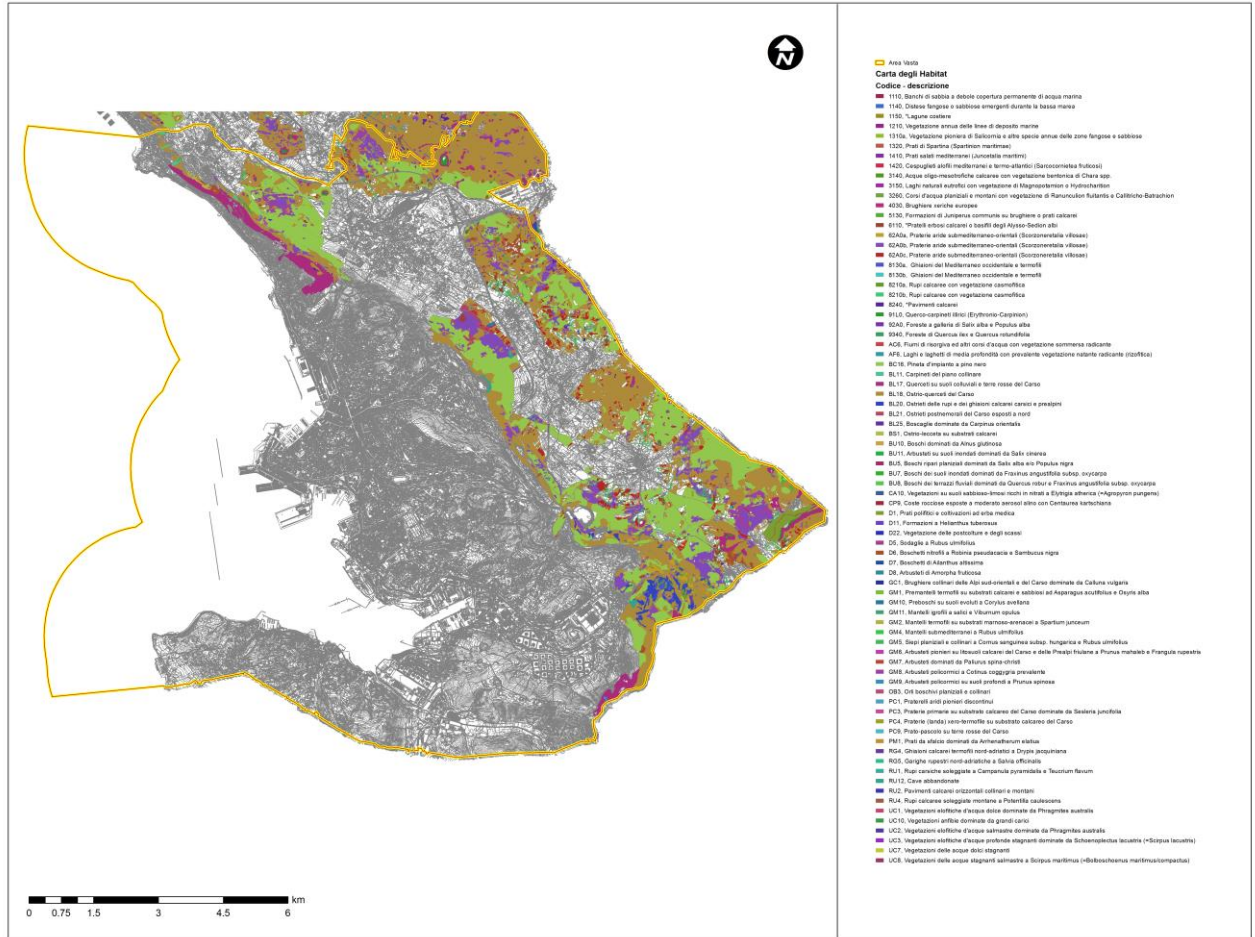 N
Area Vasta
Carta degli Habitat
Codice - descrizione
1110, Banchi di sabbia a debole copertura permanente di acqua marina
1140, Distese fangose o sabbiose emergenti durante la bassa marea
1150, *Lagune costiere
1210, Vegetazione annua delle linee di deposito marine
1310a, Vegetazione pioniera di Salicornia e altre specie annue delle zone fangose e sabbiose
1320, Prati di Spartina (Spartinion maritimae)
1410, Prati salati mediterranei (Juncetalia maritimi)
1420, Cespuglieti alofili mediterranei e termo-atlantici (Sarcocornietea fruticosi)
3140, Acque oligo-mesotrofiche calcaree con vegetazione bentonica di Chara spp.
3150, Laghi naturali eutrofici con vegetazione di Magnopotamion o Hydrocharition
3260, Corsi d'acqua planiziali e montani con vegetazione di Ranunculion fluitantis e Callitricho-Batrachion
4030, Brughiere xeriche europee
5130, Formazioni di Juniperus communis su brughiere o prati calcarei
6110, *Pratelli erbosi calcarei o basifili degli Alysso-Sedion albi
62A0a, Praterie aride submediterraneo-orientali (Scorzoneretalia villosae)
62A0b, Praterie aride submediterraneo-orientali (Scorzoneretalia villosae)
62A0c, Praterie aride submediterraneo-orientali (Scorzoneretalia villosae)
8130a, Ghiaioni del Mediterraneo occidentale e termofili
8130b, Ghiaioni del Mediterraneo occidentale e termofili
8210a, Rupi calcaree con vegetazione casmofitica
8210b, Rupi calcaree con vegetazione casmofitica
8240, *Pavimenti calcarei
91L0, Querco-carpineti illirici (Erythronio-Carpinion)
92A0, Foreste a galleria di Salix alba e Populus alba
9340, Foreste di Quercus ilex e Quercus rotundifolia
AC6, Fiumi di risorgiva ed altri corsi d'acqua con vegetazione sommersa radicante
AF6, Laghi e laghetti di media profondità con prevalente vegetazione natante radicante (rizofitica)
BC16, Pineta d'impianto a pino nero
BL11, Carpineti del piano collinare
BL17, Querceti su suoli colluviali e terre rosse del Carso
BL18, Ostrio-querceti del Carso
BL20, Ostrieti delle rupi e dei ghiaioni calcarei carsici e prealpini
BL21, Ostrieti postnemorali del Carso esposti a nord
BL25, Boscaglie dominate da Carpinus orientalis
BS1, Ostrio-lecceta su substrati calcarei
BU10, Boschi dominati da Alnus glutinosa
BU11, Arbusteti su suoli inondati dominati da Salix cinerea
BU5, Boschi ripari planiziali dominati da Salix alba e/o Populus nigra
BU7, Boschi dei suoli inondati dominati da Fraxinus angustifolia subsp. oxycarpa
BU8, Boschi dei terrazzi fluviali dominati da Quercus robur e Fraxinus angustifolia subsp. oxycarpa
CA10, Vegetazioni su suoli sabbioso-limosi ricchi in nitrati a Elytrigia atherica (=Agropyron pungens)
CP9, Coste rocciose esposte a moderato aerosol alino con Centaurea kartschiana
D1, Prati polifitici e coltivazioni ad erba medica
D11, Formazioni a Helianthus tuberosus
D22, Vegetazione delle postcolture e degli scassi
D5, Sodaglie a Rubus ulmifolius
D6, Boschetti nitrofili a Robinia pseudacacia e Sambucus nigra
D7, Boschetti di Ailanthus altissima
D8, Arbusteti di Amorpha fruticosa
GC1, Brughiere collinari delle Alpi sud-orientali e del Carso dominate da Calluna vulgaris
GM1, Premantelli termofili su substrati calcarei e sabbiosi ad Asparagus acutifolius e Osyris alba
GM10, Preboschi su suoli evoluti a Corylus avellana
GM11, Mantelli igrofili a salici e Viburnum opulus
GM2, Mantelli termofili su substrati marnoso-arenacei a Spartium junceum
GM4, Mantelli submediterranei a Rubus ulmifolius
GM5, Siepi planiziali e collinari a Cornus sanguinea subsp. hungarica e Rubus ulmifolius
GM6, Arbusteti pionieri su litosuoli calcarei del Carso e delle Prealpi friulane a Prunus mahaleb e Frangula rupestris
GM7, Arbusteti dominati da Paliurus spina-christi
GM8, Arbusteti policormici a Cotinus coggygria prevalente
GM9, Arbusteti policormici su suoli profondi a Prunus spinosa
OB3, Orli boschivi planiziali e collinari
PC1, Praterelli aridi pionieri discontinui
PC3, Praterie primarie su substrato calcareo del Carso dominate da Sesleria juncifolia
PC4, Praterie (landa) xero-termofile su substrato calcareo del Carso
PC9, Prato-pascolo su terre rosse del Carso
PM1, Prati da sfalcio dominati da Arrhenatherum elatius
RG4, Ghiaioni calcarei termofili nord-adriatici a Drypis jacquiniana
RG5, Garighe rupestri nord-adriatiche a Salvia officinalis
RU1, Rupi carsiche soleggiate a Campanula pyramidalis e Teucrium flavum
RU12, Cave abbandonate
RU2, Pavimenti calcarei orizzontali collinari e montani
RU4, Rupi calcaree soleggiate montane a Potentilla caulescens
UC1, Vegetazioni elofitiche d'acqua dolce dominate da Phragmites australis
UC10, Vegetazioni anfibie dominate da grandi carici
UC2, Vegetazioni elofitiche d'acque salmastre dominate da Phragmites australis
UC3, Vegetazioni elofitiche d'acque profonde stagnanti dominate da Schoenoplectus lacustris (=Scirpus lacustris)
UC7, Vegetazioni delle acque dolci stagnanti
UC8, Vegetazioni delle acque stagnanti salmastre a Scirpus maritimus (=Bolboschoenus maritimus/compactus)
km
0 0.75 1.5 3 4.5 6